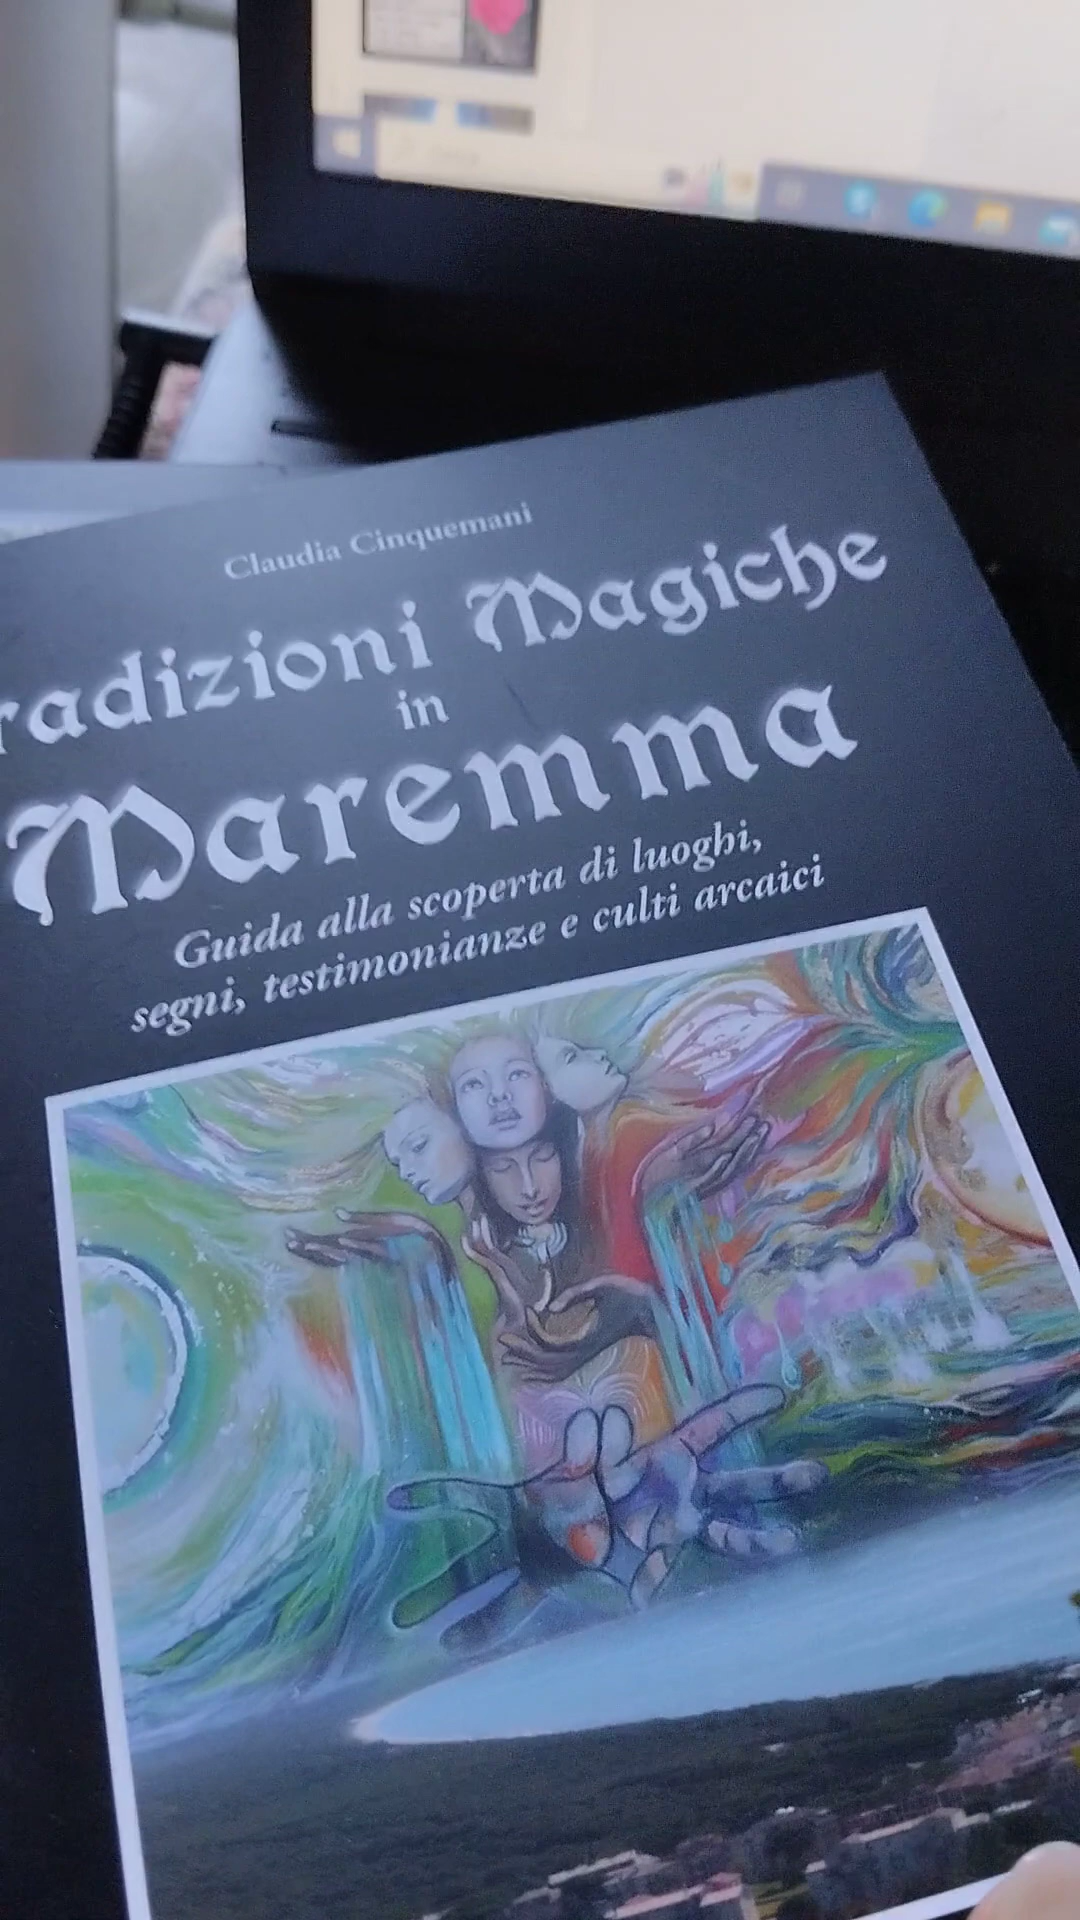 Claudia Cinquemani
radizioni Magiche
in
Maremma
Guida alla scoperta di luoghi,
segni, testimonianze e culti arcaici